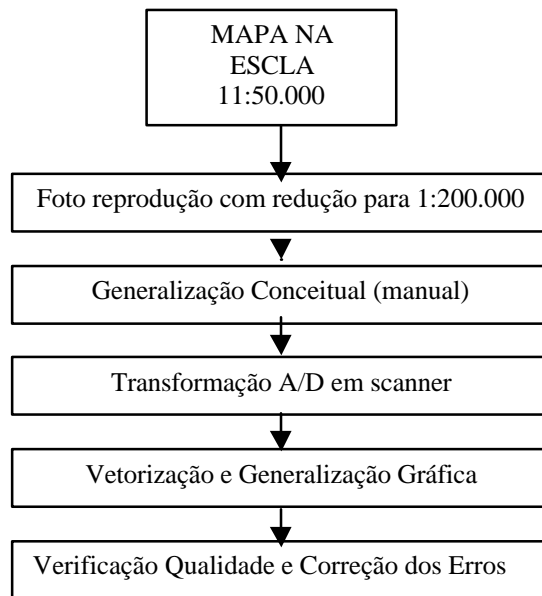 MAPA NA
ESCLA
11:50.000
Foto reprodução com redução para 1:200.000
Generalização Conceitual (manual)
Transformação A/D em scanner
Vetorização e Generalização Gráfica
Verificação Qualidade e Correção dos Erros